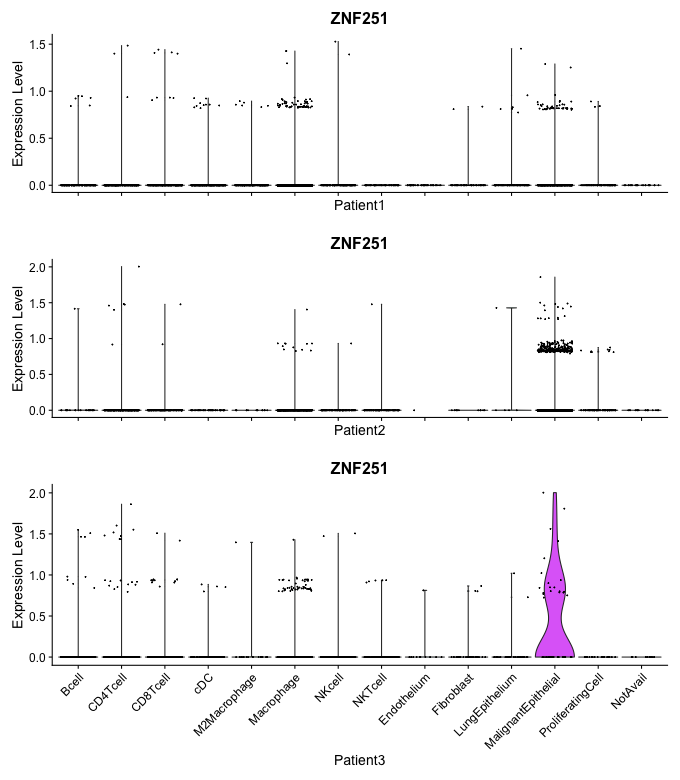 ZNF251
Expression Level
1.5
1.0
0.5
0.0
Patient1
ZNF251
Expression Level
2.0
1.5
1.0
0.5
0.0
Patient2
ZNF251
Expression Level
2.0
1.5
1.0
0.5
0.0
Bcell
CD4Tcell
CD8Tcell
cDC
M2Macrophage
Macrophage
NKcell
NKTcell
Endothelium
Fibroblast
LungEpithelium
MalignantEpithelial
ProliferatingCell
NotAvail
Patient3